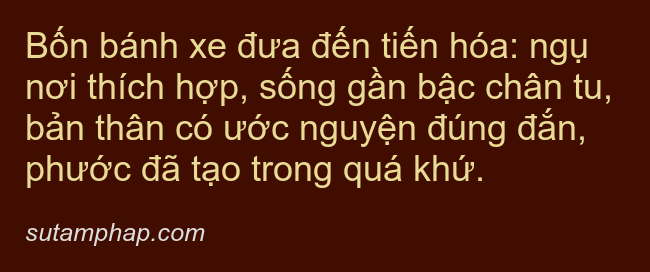 Bốn bánh xe đưa đến tiến hóa: ngụ
nơi thích hợp, sống gần bậc chân tu,
bản thân có ước nguyện đúng đắn,
phước đã tạo trong quá khứ.
sutamphap.com